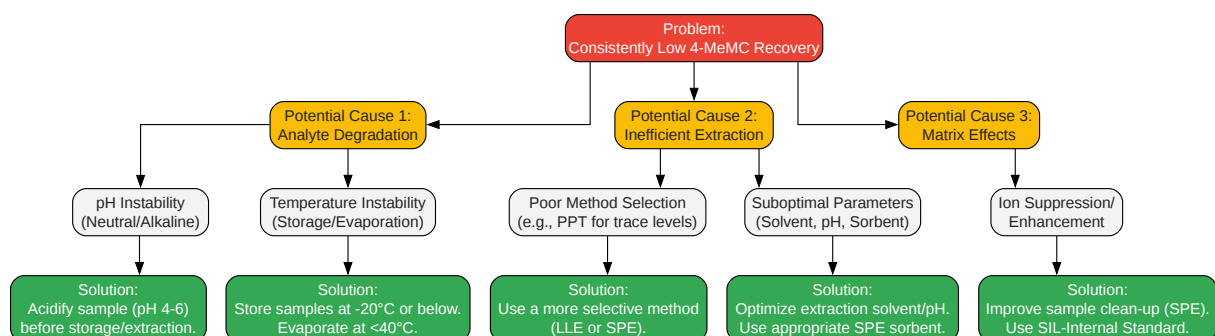 Problem:
Consistently Low 4-MeMC Recovery
Potential Cause 1:
Analyte Degradation
Potential Cause 2:
Inefficient Extraction
Potential Cause 3:
Matrix Effects
pH Instability
(Neutral/Alkaline)
Temperature Instability
(Storage/Evaporation)
Poor Method Selection
(e.g., PPT for trace levels)
Suboptimal Parameters
(Solvent, pH, Sorbent)
Ion Suppression/
Enhancement
Solution:
Acidify sample (pH 4-6)
before storage/extraction.
Solution:
Store samples at -20°C or below.
Evaporate at <40°C.
Solution:
Use a more selective method
(LLE or SPE).
Solution:
Optimize extraction solvent/pH.
Use appropriate SPE sorbent.
Solution:
Improve sample clean-up (SPE).
Use SIL-Internal Standard.